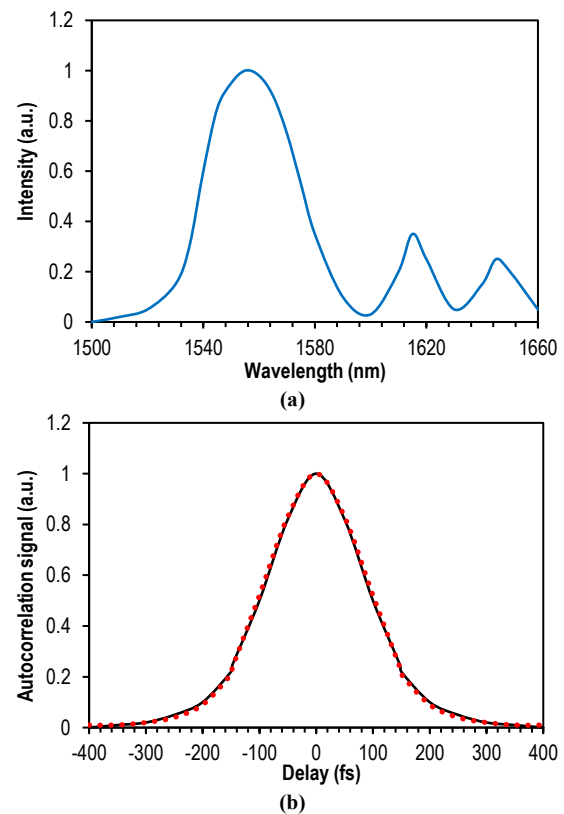 1.2
1
0.8
0.6
0.4
0.2
0
Intensity (a.u.)
1500 1540 1580 1620 1660
Wavelength (nm)
(a)
1.2
1
0.8
0.6
0.4
0.2
0
Autocorrelation signal (a.u.)
-400 -300 -200 -100 0 100 200 300 400
Delay (fs)
(b)